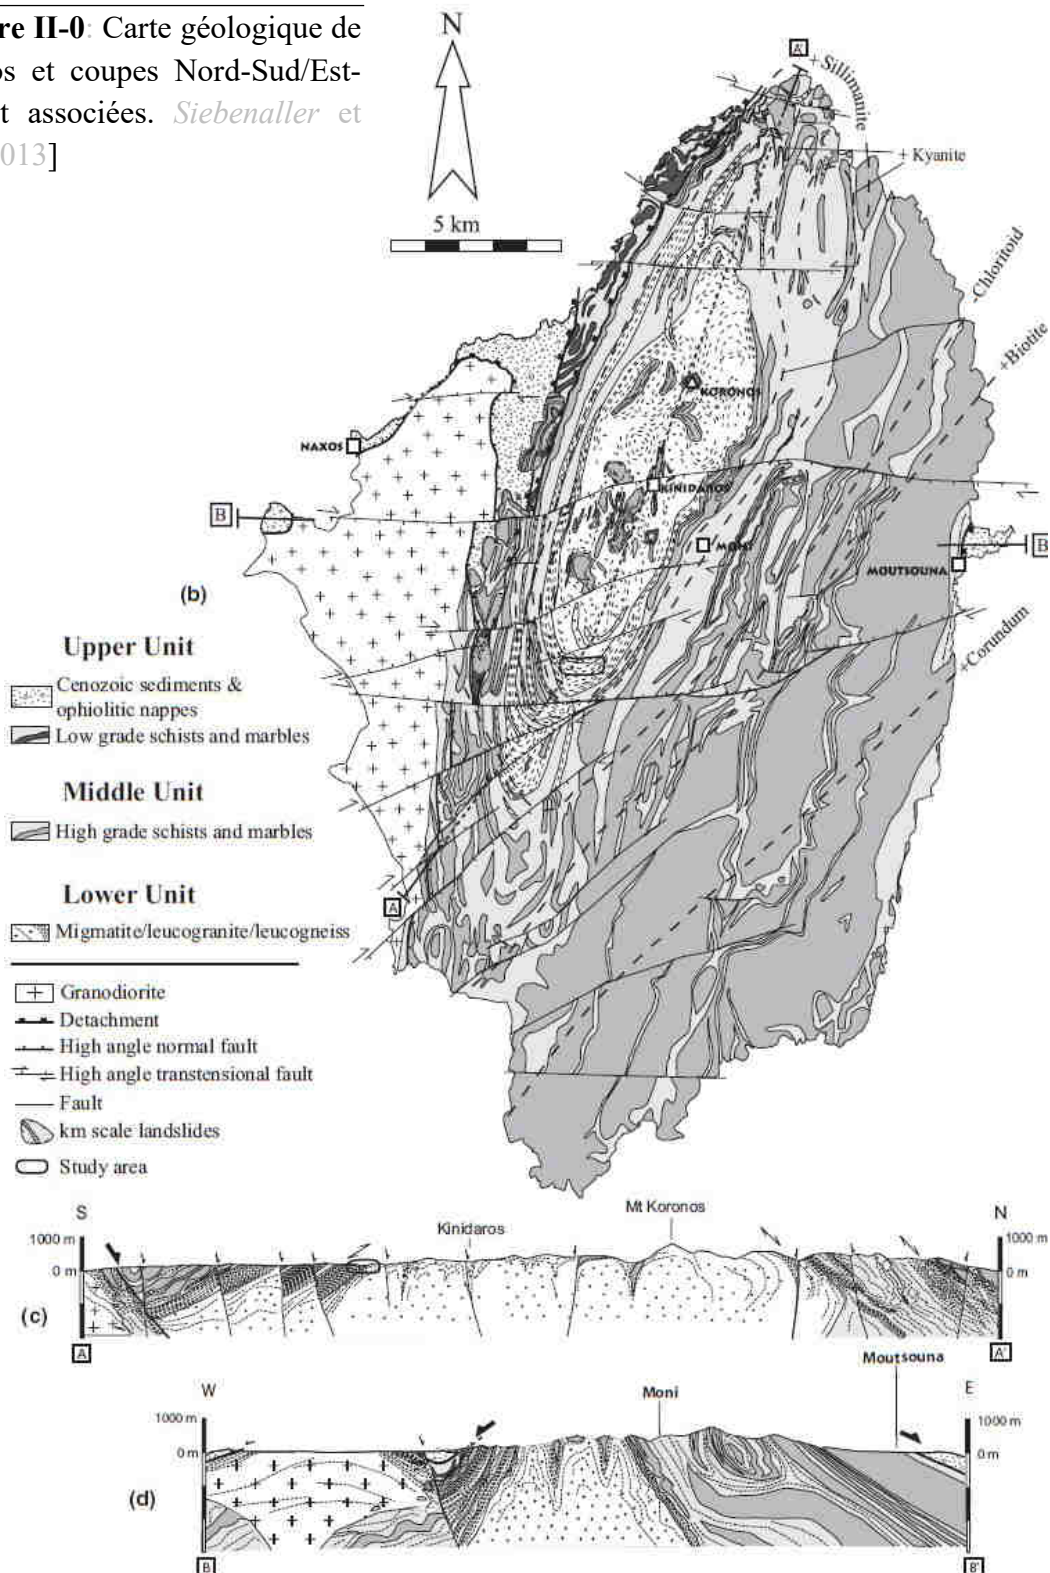 re II-0: Carte géologique de
os et coupes Nord-Sud/Est-
t associées. Siebenaller et
013]
N
5 km
A'
+Sillimanite
+Kyanite
-Chloritoid
+Biotite
KORONOS
NAXOS
KINIDAROS
B
MONI
B
MOUTSOUNA
(b)
+Corundum
Upper Unit
Cenozoic sediments &
ophiolitic nappes
Low grade schists and marbles
Middle Unit
High grade schists and marbles
A
Lower Unit
Migmatite/leucogranite/leucogneiss
Granodiorite
Detachment
High angle normal fault
High angle transtensional fault
Fault
km scale landslides
Study area
S
Kinidaros
Mt Koronos
N
1000 m
0 m
1000 m
0 m
(c)
A
A'
Moutsouna
W
Moni
E
1000 m
0 m
1000 m
0 m
(d)
B
B'